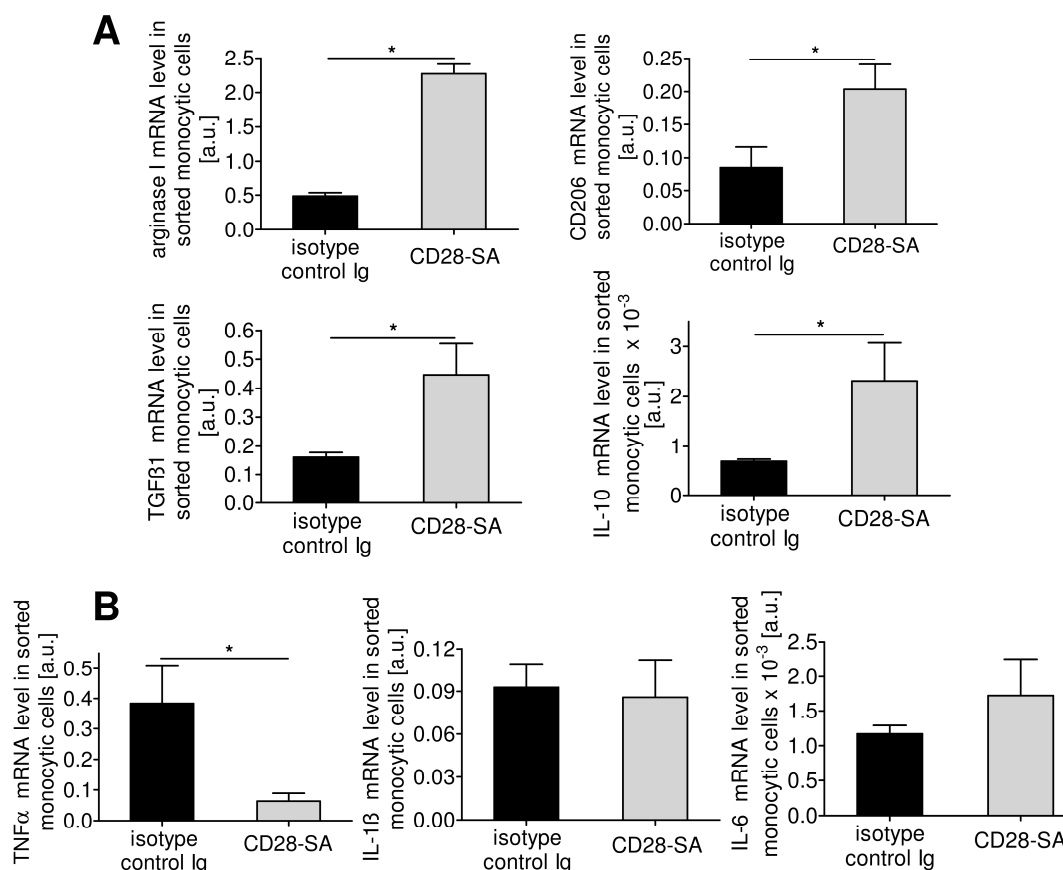 A
arginase I mRNA level in
sorted monocytic cells
[a.u.]
2.5
2.0
1.5
1.0
0.5
0.0
*
isotype
control Ig
CD28-SA
CD206 mRNA level in
sorted monocytic cells
[a.u.]
0.25
0.20
0.15
0.10
0.05
0.00
*
isotype
control Ig
CD28-SA
TGFß1 mRNA level in
sorted monocytic cells
[a.u.]
0.6
0.5
0.4
0.3
0.2
0.1
0.0
*
isotype
control Ig
CD28-SA
IL-10 mRNA level in sorted
monocytic cells x 10-3
[a.u.]
3
2
1
0
*
isotype
control Ig
CD28-SA
B
TNFα mRNA level in sorted
monocytic cells [a.u.]
0.5
0.4
0.3
0.2
0.1
0.0
*
isotype
control Ig
CD28-SA
IL-1ß mRNA level in sorted
monocytic cells [a.u.]
0.12
0.09
0.06
0.03
0.00
isotype
control Ig
CD28-SA
IL-6 mRNA level in sorted
monocytic cells x 10-3 [a.u.]
2.5
2.0
1.5
1.0
0.5
0.0
isotype
control Ig
CD28-SA